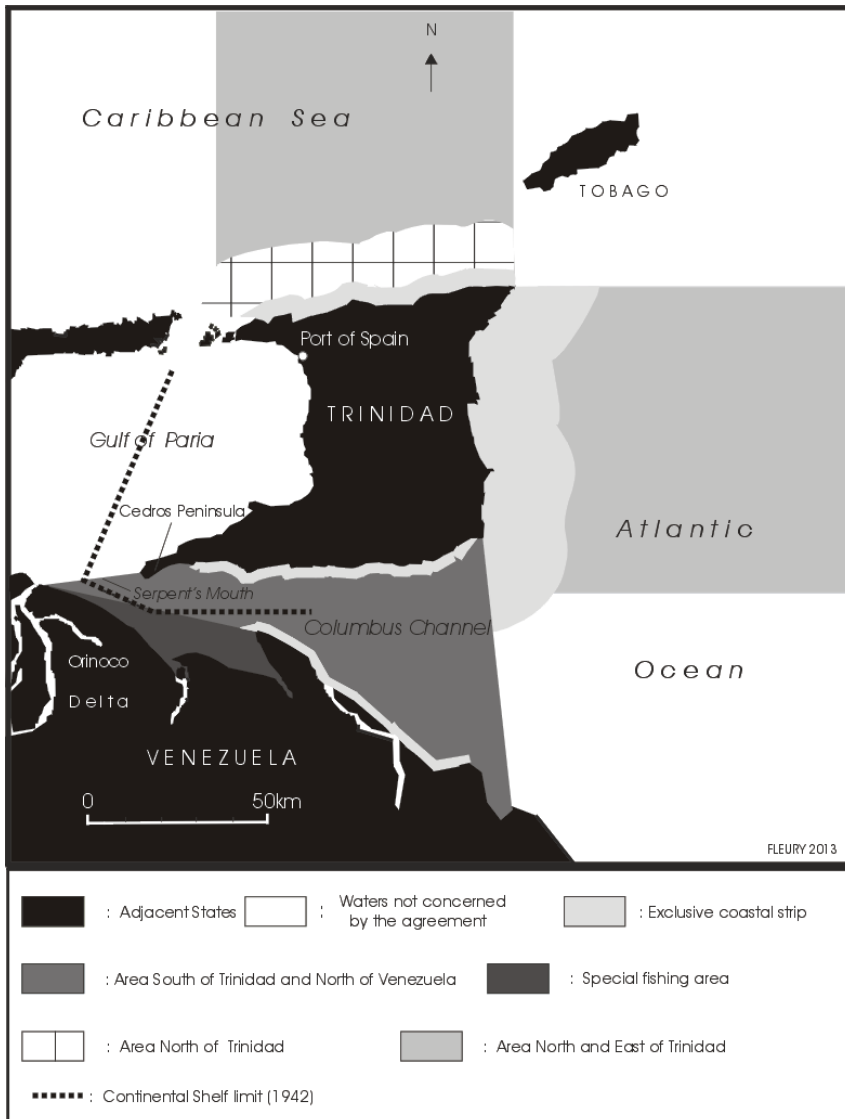 N
Caribbean Sea
TOBAGO
Port of Spain
TRINIDAD
Gulf of Paria
Cedros Peninsula
Atlantic
Serpent's Mouth
Columbus Channel
Orinoco
Delta
Ocean
VENEZUELA
0 50km
FLEURY 2013
: Adjacent States
: Waters not concerned
by the agreement
: Exclusive coastal strip
: Area South of Trinidad and North of Venezuela
: Special fishing area
: Area North of Trinidad
: Area North and East of Trinidad
: Continental Shelf limit (1942)